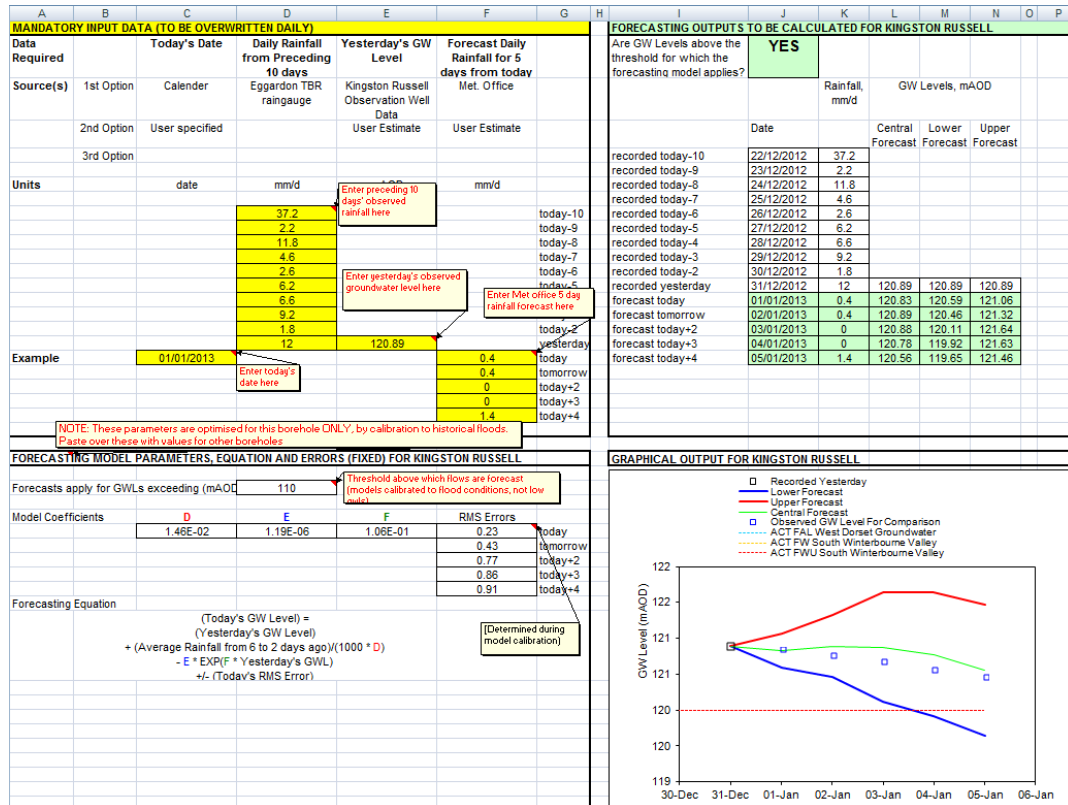 A B C D E F G H I J K L M N O P
MANDATORY INPUT DATA (TO BE OVERWRITTEN DAILY)
Data Required
Today's Date
Daily Rainfall from Preceding 10 days
Yesterday's GW Level
Forecast Daily Rainfall for 5 days from today
Source(s) 1st Option Calender
Eggardon TBR raingauge
Kingston Russell Observation Well Data
Met. Office
2nd Option User specified User Estimate User Estimate
3rd Option
Units date mm/d mm/d
Enter preceding 10 days' observed rainfall here
37.2 today-10
2.2 today-9
11.8 today-8
4.6 today-7
2.6 today-6
6.2 today-5
6.6
9.2
1.8 today-2
12 120.89 yesterday
Enter yesterday's observed groundwater level here
Enter Met office 5 day rainfall forecast here
Example 01/01/2013 0.4 today
0.4 tomorrow
0 today+2
0 today+3
1.4 today+4
Enter today's date here
NOTE: These parameters are optimised for this borehole ONLY, by calibration to historical floods.
Paste over these with values for other boreholes
FORECASTING MODEL PARAMETERS, EQUATION AND ERRORS (FIXED) FOR KINGSTON RUSSELL
Forecasts apply for GWLs exceeding (mAOD 110
Threshold above which flows are forecast (models calibrated to flood conditions, not low gwls)
Model Coefficients D E F RMS Errors
1.46E-02 1.19E-06 1.06E-01 0.23 today
0.43 tomorrow
0.77 today+2
0.86 today+3
0.91 today+4
Forecasting Equation
(Today's GW Level) =
(Yesterday's GW Level)
+ (Average Rainfall from 6 to 2 days ago)/(1000 * D)
- E * EXP(F * Yesterday's GWL)
+/- (Today's RMS Error)
(Determined during model calibration)
FORECASTING OUTPUTS TO BE CALCULATED FOR KINGSTON RUSSELL
Are GW Levels above the threshold for which the forecasting model applies?
YES
Rainfall, mm/d
GW Levels, mAOD
Date
Central Forecast
Lower Forecast
Upper Forecast
recorded today-10 22/12/2012 37.2
recorded today-9 23/12/2012 2.2
recorded today-8 24/12/2012 11.8
recorded today-7 25/12/2012 4.6
recorded today-6 26/12/2012 2.6
recorded today-5 27/12/2012 6.2
recorded today-4 28/12/2012 6.6
recorded today-3 29/12/2012 9.2
recorded today-2 30/12/2012 1.8
recorded yesterday 31/12/2012 12 120.89 120.89 120.89
forecast today 01/01/2013 0.4 120.83 120.59 121.06
forecast tomorrow 02/01/2013 0.4 120.89 120.46 121.32
forecast today+2 03/01/2013 0 120.88 120.11 121.64
forecast today+3 04/01/2013 0 120.78 119.92 121.63
forecast today+4 05/01/2013 1.4 120.56 119.65 121.46
GRAPHICAL OUTPUT FOR KINGSTON RUSSELL
Recorded Yesterday
Lower Forecast
Upper Forecast
Central Forecast
Observed GW Level For Comparison
ACT FAL West Dorset Groundwater
ACT FW South Winterbourne Valley
ACT FWU South Winterbourne Valley
GW Level (mAOD)
122
122
121
121
120
120
119
30-Dec 31-Dec 01-Jan 02-Jan 03-Jan 04-Jan 05-Jan 06-Jan